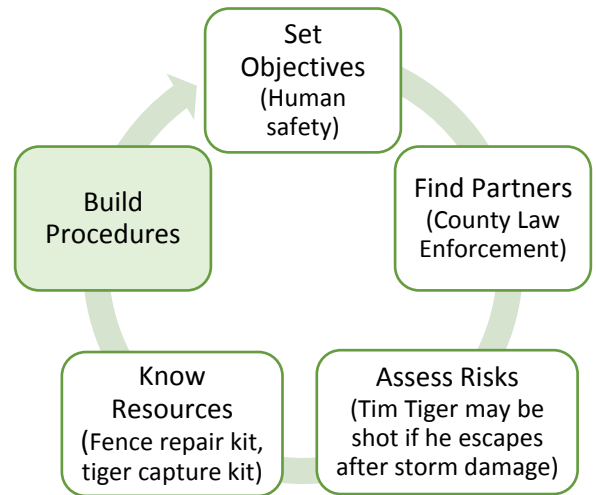 Set
Objectives
(Human
safety)
Find Partners
(County Law
Enforcement)
Assess Risks
(Tim Tiger may be
shot if he escapes
after storm damage)
Know
Resources
(Fence repair kit,
tiger capture kit)
Build
Procedures